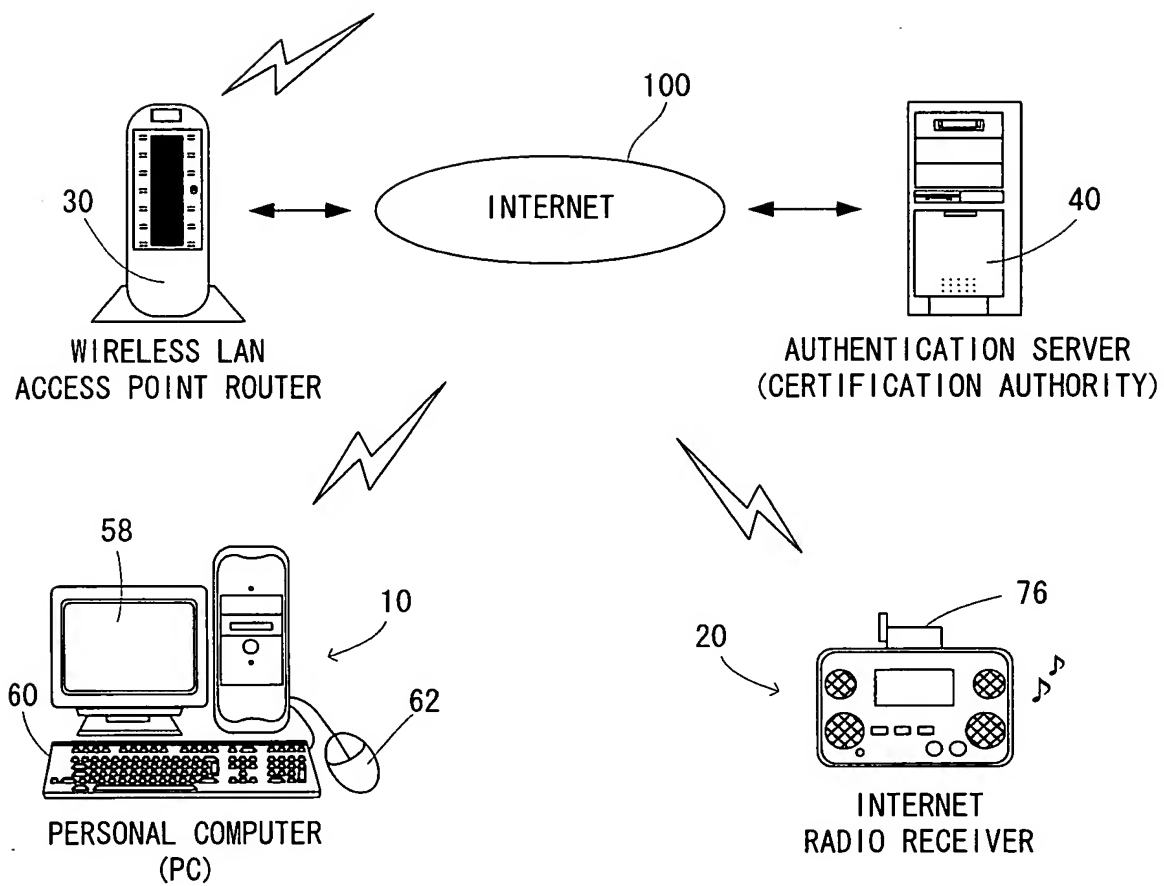 100
INTERNET
30
40
WIRELESS LAN
ACCESS POINT ROUTER
AUTHENTICATION SERVER
(CERTIFICATION AUTHORITY)
58
10
76
20
60
62
INTERNET
RADIO RECEIVER
PERSONAL COMPUTER
(PC)